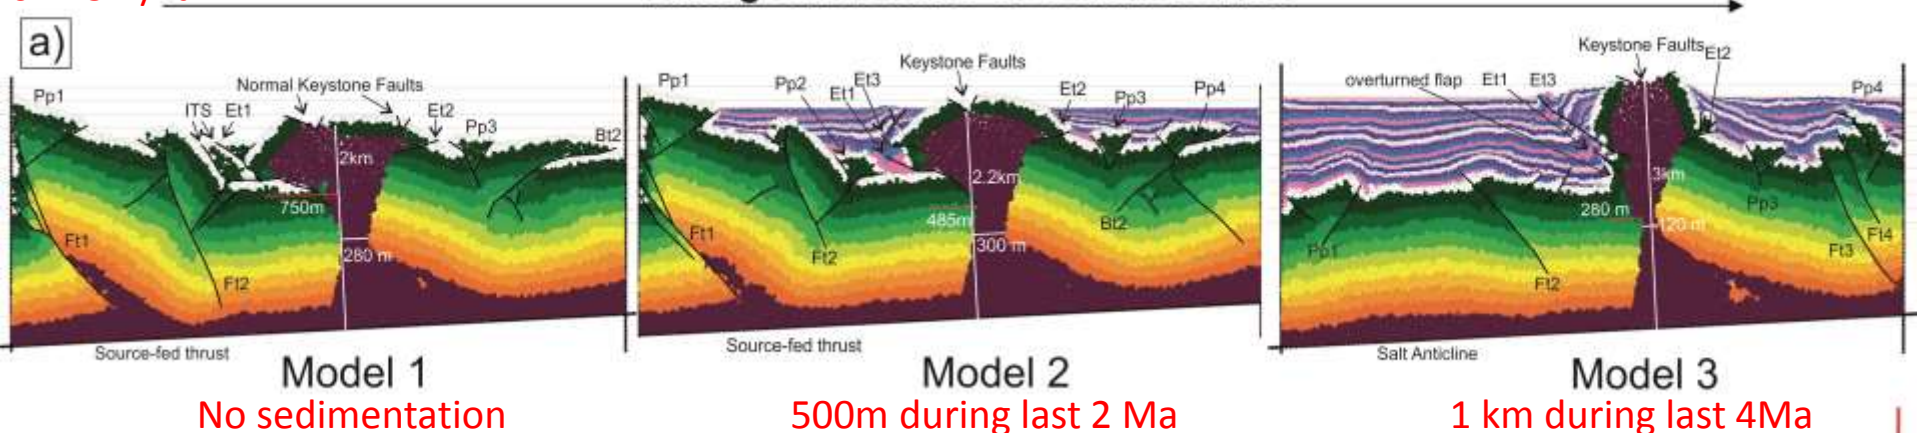 a)
Pp1
ITS Et1
Normal Keystone Faults
Et2
Pp3
Bt2
2km
750m
280 m
Ft1
Ft2
Source-fed thrust
Model 1
No sedimentation
Pp1
Pp2
Et1
Et3
Keystone Faults
Et2
Pp3
Pp4
2.2km
485m
300 m
Bt2
Ft1
Ft2
Source-fed thrust
Model 2
500m during last 2 Ma
overturned flap
Et1
Et3
Keystone Faults
Et2
Pp4
3km
280 m
120 m
Pp1
Pp3
Ft2
Ft3
Ft4
Salt Anticline
Model 3
1 km during last 4Ma